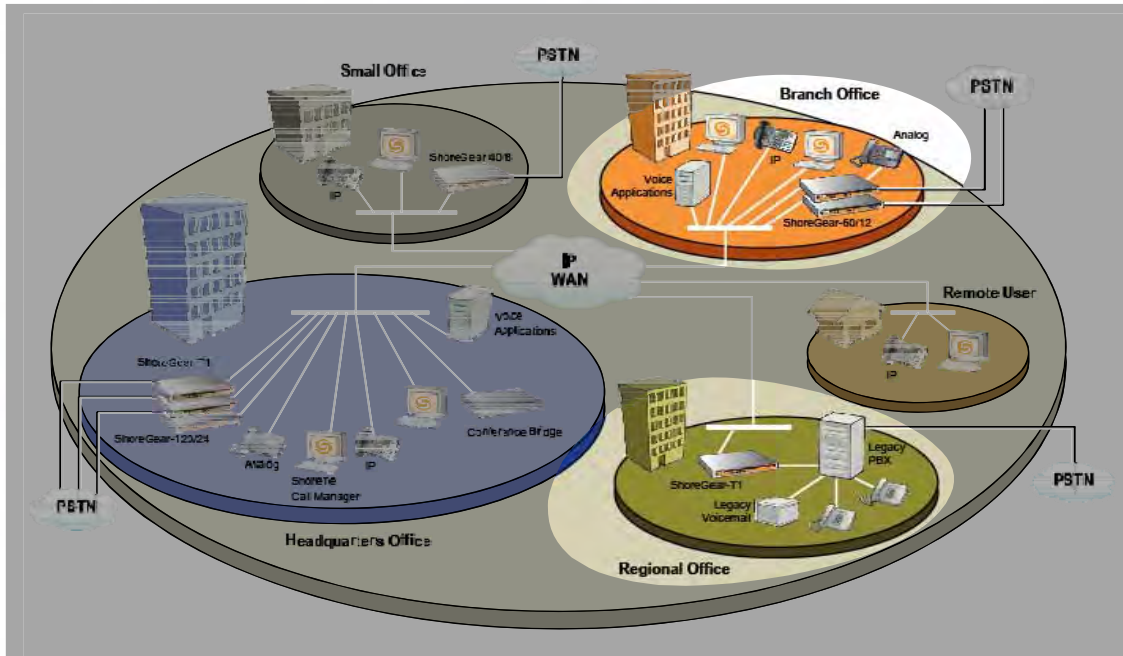 PSTN
Small Office
Branch Office
PSTN
ShoreGear 40/8
IP
Analog
IP
Voice
Applications
ShoreGear-60/12
IP
WAN
Remote User
IP
Voice
Applications
ShoreGear-T1
ShoreGear-120/24
Analog
IP
Conference Bridge
ShoreTel
Call Manager
PSTN
Headquarters Office
Legacy
PBX
ShoreGear-T1
Legacy
Voicemail
PSTN
Regional Office